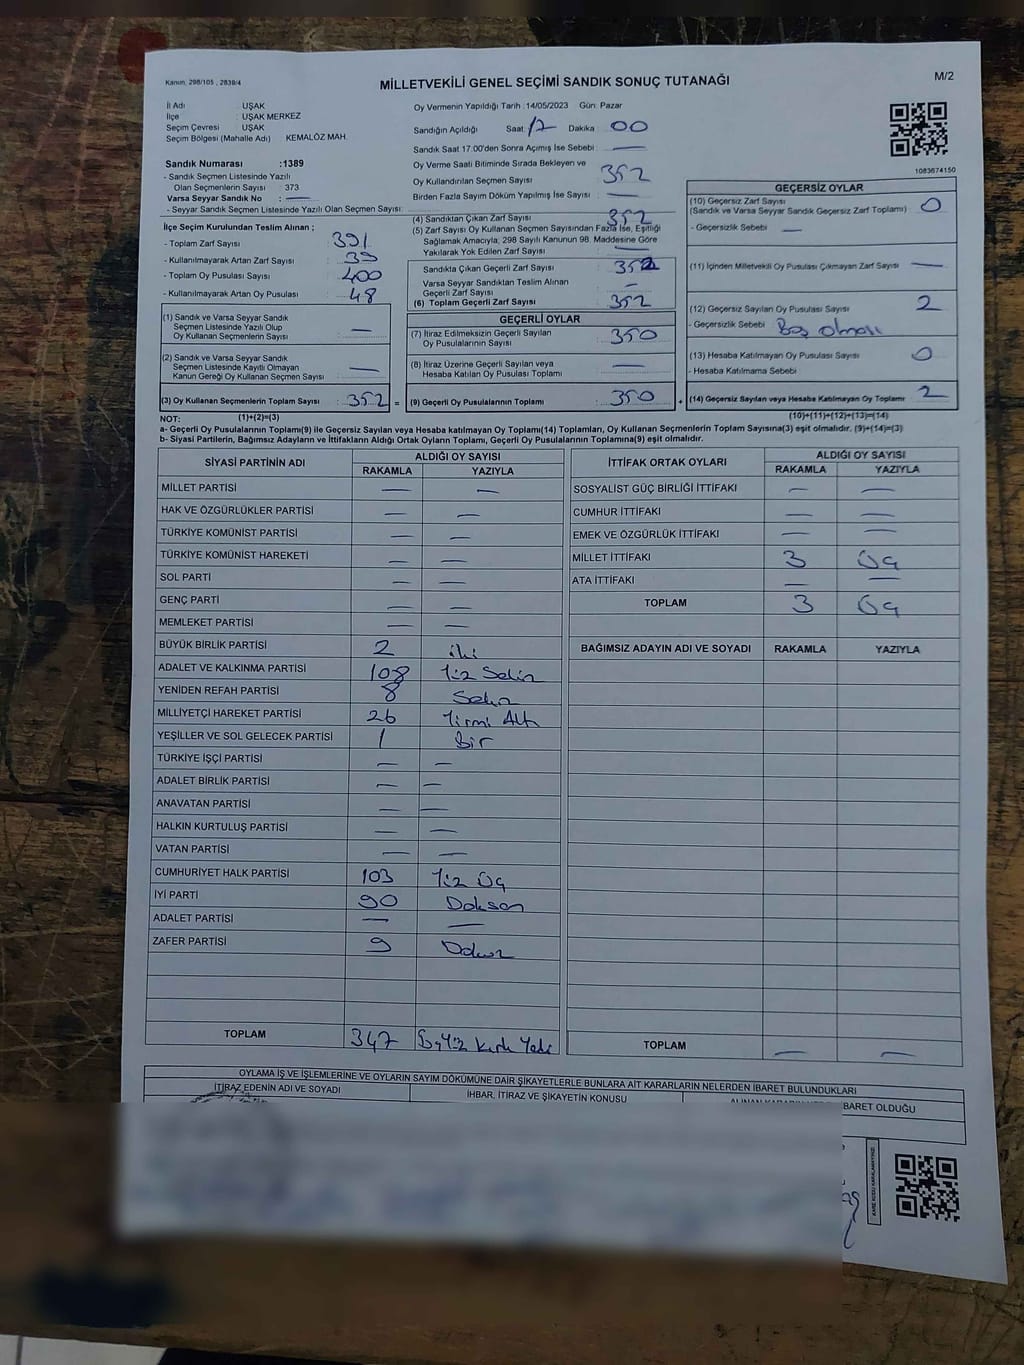 Kanun, 298/105 , 2839/4
MİLLETVEKİLİ GENEL SEÇİMİ SANDIK SONUÇ TUTANAĞI
M/2
İl Adı : UŞAK
İlçe : UŞAK MERKEZ
Seçim Çevresi : UŞAK
Seçim Bölgesi (Mahalle Adı) : KEMALÖZ MAH.
Sandık Numarası :1389
- Sandık Seçmen Listesinde Yazılı
Olan Seçmenlerin Sayısı : 373
Varsa Seyyar Sandık No : —
- Seyyar Sandık Seçmen Listesinde Yazılı Olan Seçmen Sayısı:
Oy Vermenin Yapıldığı Tarih :14/05/2023 Gün: Pazar
Sandığın Açıldığı Saat 17 Dakika 00
Sandık Saat 17:00'den Sonra Açımış İse Sebebi : —
Oy Verme Saati Bitiminde Sırada Bekleyen ve
Oy Kullandırılan Seçmen Sayısı : 352
Birden Fazla Sayım Döküm Yapılmış İse Sayısı : —
1083674150
İlçe Seçim Kurulundan Teslim Alınan ;
- Toplam Zarf Sayısı : 391
- Kullanılmayarak Artan Zarf Sayısı : 39
- Toplam Oy Pusulası Sayısı : 400
- Kullanılmayarak Artan Oy Pusulası : 48
(1) Sandık ve Varsa Seyyar Sandık
Seçmen Listesinde Yazılı Olup
Oy Kullanan Seçmenlerin Sayısı : —
(2) Sandık ve Varsa Seyyar Sandık
Seçmen Listesinde Kayıtlı Olmayan
Kanun Gereği Oy Kullanan Seçmen Sayısı : —
(3) Oy Kullanan Seçmenlerin Toplam Sayısı : 352 =
(1)+(2)=(3)
(4) Sandıktan Çıkan Zarf Sayısı : 352
(5) Zarf Sayısı Oy Kullanan Seçmen Sayısından Fazla İse, Eşitliği
Sağlamak Amacıyla; 298 Sayılı Kanunun 98. Maddesine Göre
Yakılarak Yok Edilen Zarf Sayısı : —
Sandıkta Çıkan Geçerli Zarf Sayısı : 352
Varsa Seyyar Sandıktan Teslim Alınan
Geçerli Zarf Sayısı : —
(6) Toplam Geçerli Zarf Sayısı : 352
GEÇERLİ OYLAR
(7) İtiraz Edilmeksizin Geçerli Sayılan
Oy Pusulalarının Sayısı : 350
(8) İtiraz Üzerine Geçerli Sayılan veya
Hesaba Katılan Oy Pusulası Toplamı : —
(9) Geçerli Oy Pusulalarının Toplamı : 350 +
GEÇERSİZ OYLAR
(10) Geçersiz Zarf Sayısı
(Sandık ve Varsa Seyyar Sandık Geçersiz Zarf Toplamı) : 0
- Geçersizlik Sebebi : —
(11) İçinden Milletvekili Oy Pusulası Çıkmayan Zarf Sayısı : —
(12) Geçersiz Sayılan Oy Pusulası Sayısı : 2
- Geçersizlik Sebebi : Boş olması
(13) Hesaba Katılmayan Oy Pusulası Sayısı : 0
- Hesaba Katılmama Sebebi :
(14) Geçersiz Sayılan veya Hesaba Katılmayan Oy Toplamı : 2
(10)+(11)+(12)+(13)=(14)
NOT:
a- Geçerli Oy Pusulalarının Toplamı(9) ile Geçersiz Sayılan veya Hesaba katılmayan Oy Toplamı(14) Toplamları, Oy Kullanan Seçmenlerin Toplam Sayısına(3) eşit olmalıdır. (9)+(14)=(3)
b- Siyasi Partilerin, Bağımsız Adayların ve İttifakların Aldığı Ortak Oyların Toplamı, Geçerli Oy Pusulalarının Toplamına(9) eşit olmalıdır.
SİYASİ PARTİNİN ADI
ALDIĞI OY SAYISI
RAKAMLA YAZIYLA
MİLLET PARTİSİ — —
HAK VE ÖZGÜRLÜKLER PARTİSİ — —
TÜRKİYE KOMÜNİST PARTİSİ — —
TÜRKİYE KOMÜNİST HAREKETİ — —
SOL PARTİ — —
GENÇ PARTİ — —
MEMLEKET PARTİSİ — —
BÜYÜK BİRLİK PARTİSİ 2 iki
ADALET VE KALKINMA PARTİSİ 108 Yüz Sekiz
YENİDEN REFAH PARTİSİ 8 Sekiz
MİLLİYETÇİ HAREKET PARTİSİ 26 Yirmi Altı
YEŞİLLER VE SOL GELECEK PARTİSİ 1 Bir
TÜRKİYE İŞÇİ PARTİSİ — —
ADALET BİRLİK PARTİSİ — —
ANAVATAN PARTİSİ — —
HALKIN KURTULUŞ PARTİSİ — —
VATAN PARTİSİ — —
CUMHURİYET HALK PARTİSİ 103 Yüz Üç
İYİ PARTİ 90 Doksan
ADALET PARTİSİ — —
ZAFER PARTİSİ 9 Dokuz
TOPLAM 347 Üçyüz Kırk Yedi
İTTİFAK ORTAK OYLARI
ALDIĞI OY SAYISI
RAKAMLA YAZIYLA
SOSYALİST GÜÇ BİRLİĞİ İTTİFAKI — —
CUMHUR İTTİFAKI — —
EMEK VE ÖZGÜRLÜK İTTİFAKI — —
MİLLET İTTİFAKI 3 Üç
ATA İTTİFAKI — —
TOPLAM 3 Üç
BAĞIMSIZ ADAYIN ADI VE SOYADI RAKAMLA YAZIYLA
TOPLAM — —
OYLAMA İŞ VE İŞLEMLERİNE VE OYLARIN SAYIM DÖKÜMÜNE DAİR ŞİKAYETLERLE BUNLARA AİT KARARLARIN NELERDEN İBARET BULUNDUKLARI
İTİRAZ EDENİN ADI VE SOYADI
İHBAR, İTİRAZ VE ŞİKAYETİN KONUSU
BARET OLDUĞU
KARE KODU KARALAMAYINIZ!